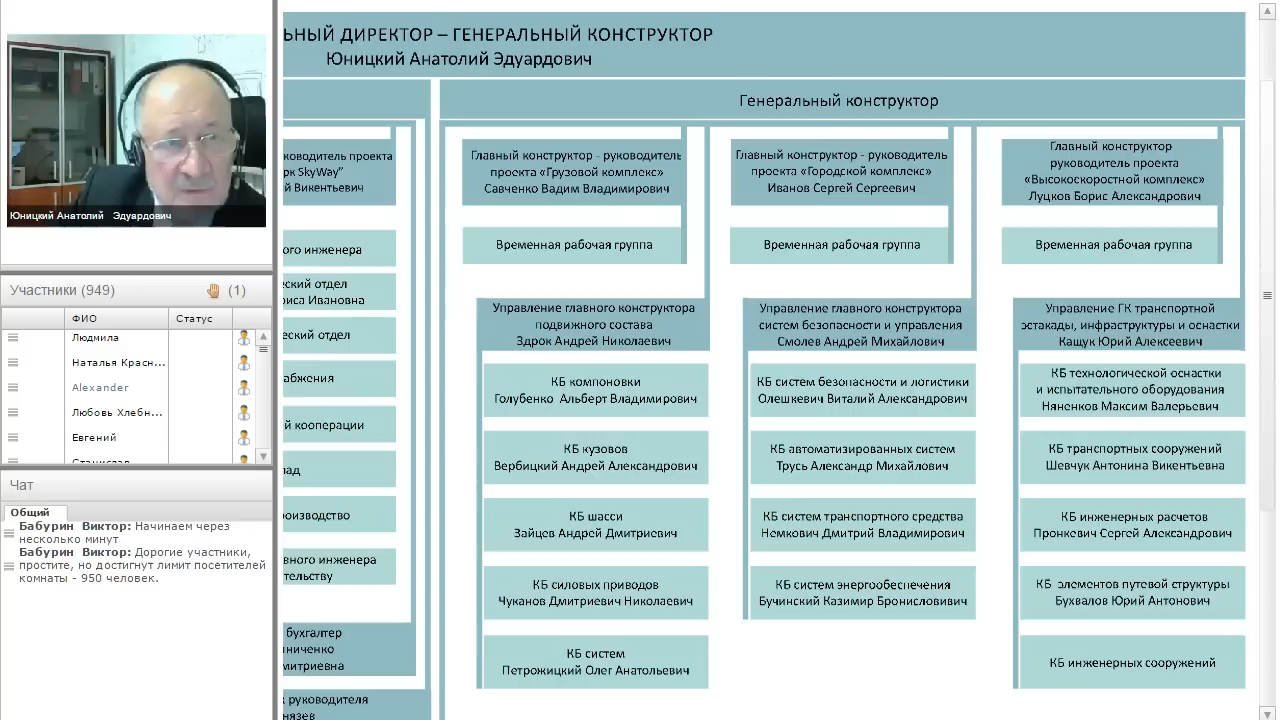 Юницкий Анатолий Эдуардович
Участники (949)
(1)
ФИО
Статус
Людмила
Наталья Красн...
Alexander
Любовь Хлебн...
Евгений
Станислав
Чат
Общий
Бабурин Виктор: Начинаем через
несколько минут
Бабурин Виктор: Дорогие участники,
простите, но достигнут лимит посетителей
комнаты - 950 человек.
ЬНЫЙ ДИРЕКТОР – ГЕНЕРАЛЬНЫЙ КОНСТРУКТОР
Юницкий Анатолий Эдуардович
Генеральный конструктор
ководитель проекта
рк SkyWay”
й Викентьевич
ого инженера
еский отдел
риса Ивановна
еский отдел
абжения
й кооперации
лад
оизводство
вного инженера
тельству
бухгалтер
иниченко
митриевна
к руководителя
нязев
Главный конструктор - руководитель
проекта «Грузовой комплекс»
Савченко Вадим Владимирович
Временная рабочая группа
Управление главного конструктора
подвижного состава
Здрок Андрей Николаевич
КБ компоновки
Голубенко Альберт Владимирович
КБ кузовов
Вербицкий Андрей Александрович
КБ шасси
Зайцев Андрей Дмитриевич
КБ силовых приводов
Чуканов Дмитриевич Николаевич
КБ систем
Петрожицкий Олег Анатольевич
Главный конструктор - руководитель
проекта «Городской комплекс»
Иванов Сергей Сергеевич
Временная рабочая группа
Управление главного конструктора
систем безопасности и управления
Смолев Андрей Михайлович
КБ систем безопасности и логистики
Олешкевич Виталий Александрович
КБ автоматизированных систем
Трусь Александр Михайлович
КБ систем транспортного средства
Немкович Дмитрий Владимирович
КБ систем энергообеспечения
Бучинский Казимир Брониславивич
Главный конструктор
руководитель проекта
«Высокоскоростной комплекс»
Луцков Борис Александрович
Временная рабочая группа
Управление ГК транспортной
эстакады, инфраструктуры и оснастки
Кащук Юрий Алексеевич
КБ технологической оснастки
и испытательного оборудования
Няненков Максим Валерьевич
КБ транспортных сооружений
Шевчук Антонина Викентьевна
КБ инженерных расчетов
Пронкевич Сергей Александрович
КБ элементов путевой структуры
Бухвалов Юрий Антонович
КБ инженерных сооружений